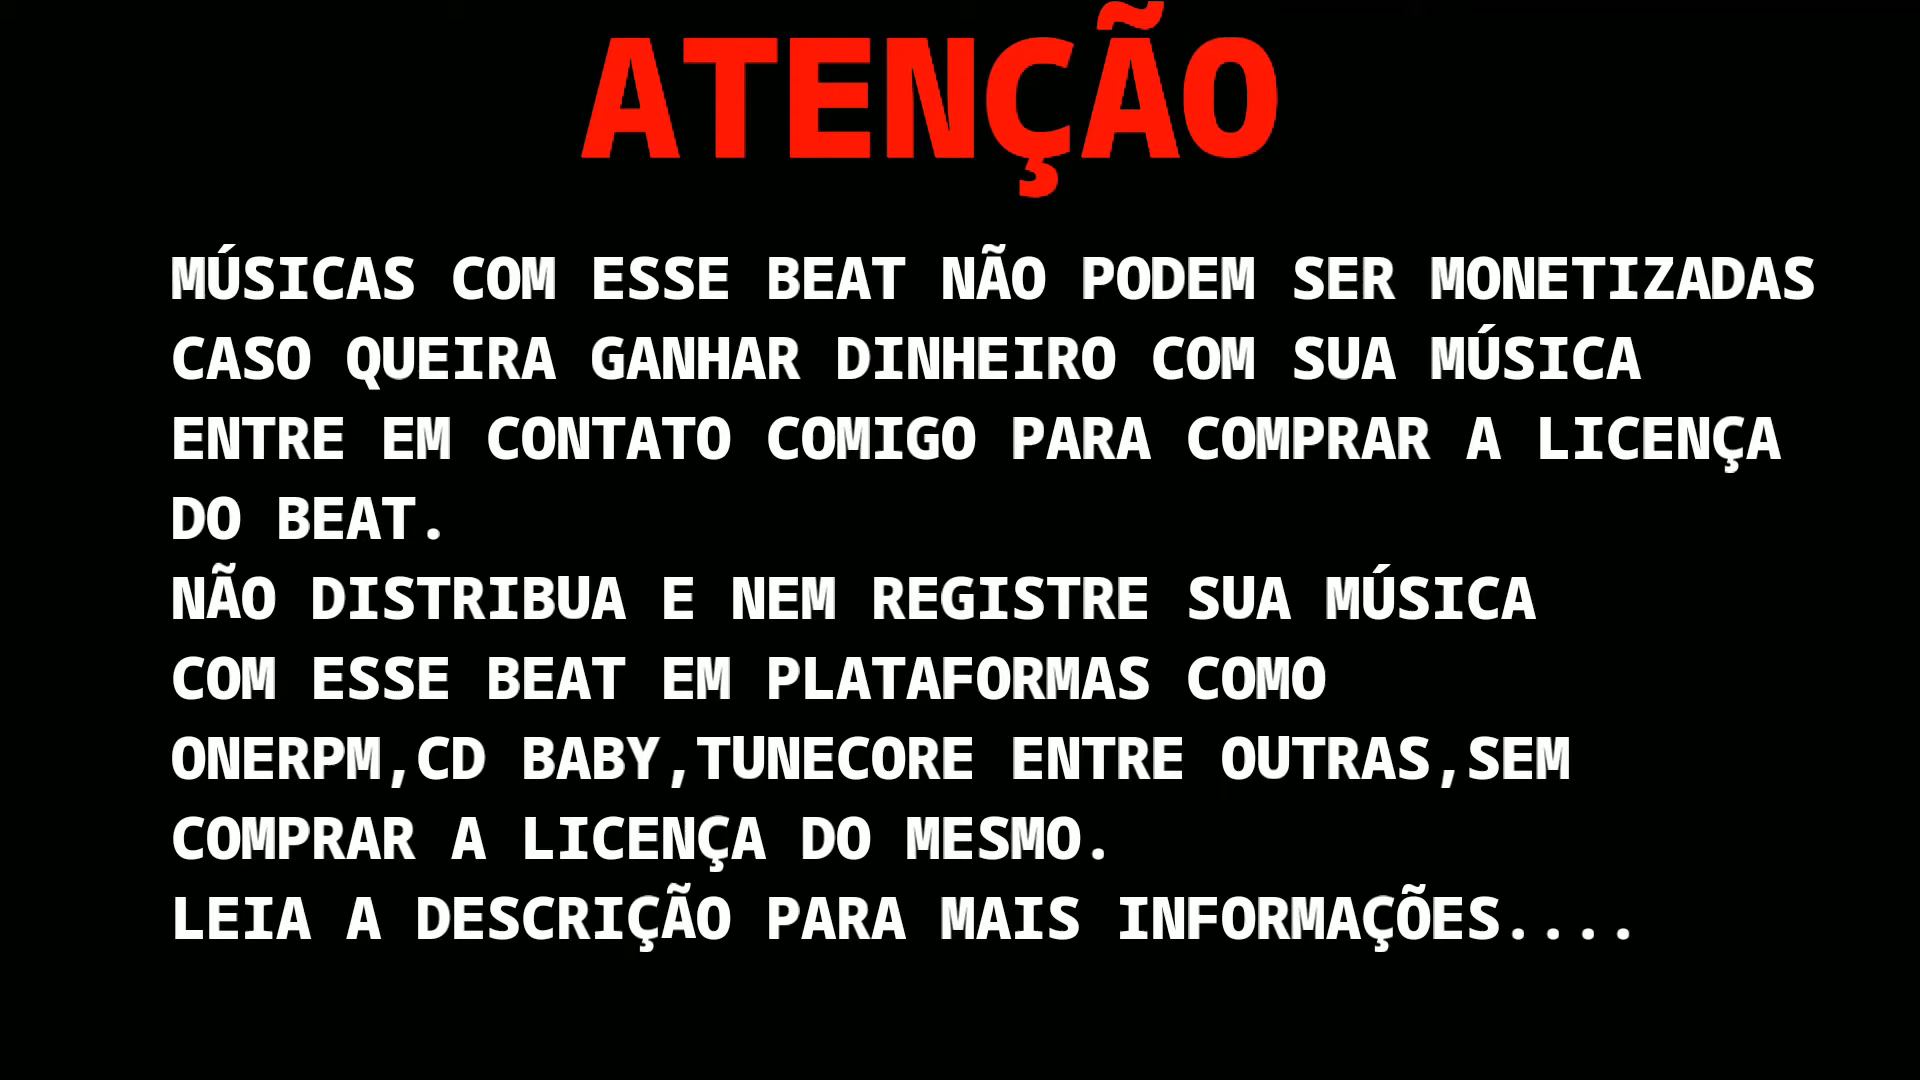 ATENÇÃO
MÚSICAS COM ESSE BEAT NÃO PODEM SER MONETIZADAS
CASO QUEIRA GANHAR DINHEIRO COM SUA MÚSICA
ENTRE EM CONTATO COMIGO PARA COMPRAR A LICENÇA
DO BEAT.
NÃO DISTRIBUA E NEM REGISTRE SUA MÚSICA
COM ESSE BEAT EM PLATAFORMAS COMO
ONERPM,CD BABY,TUNECORE ENTRE OUTRAS,SEM
COMPRAR A LICENÇA DO MESMO.
LEIA A DESCRIÇÃO PARA MAIS INFORMAÇÕES....